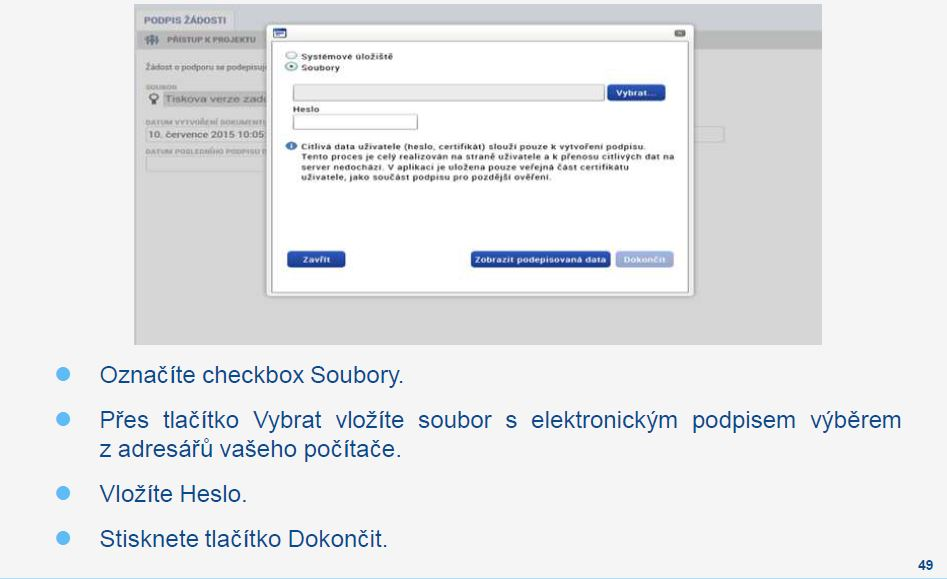 PODPIS ŽÁDOSTI
PŘÍSTUP K PROJEKTU
Žádost o podporu se podepisuj
SOUBOR
Tiskova verze zado
DATUM VYTVOŘENÍ DOKUMENTU
10. červenec 2015 10:05
DATUM POSLEDNÍHO PODPISU D
Systémové úložiště
Soubory
Vybrat...
Heslo
Citlivá data uživatele (heslo, certifikát) slouží pouze k vytvoření podpisu.
Tento proces je celý realizován na straně uživatele a k přenosu citlivých dat na
server nedochází. V aplikaci je uložena pouze veřejná část certifikátu
uživatele, jako součást podpisu pro pozdější ověření.
Zavřít
Zobrazit podepisovaná data
Dokončit
Označíte checkbox Soubory.
Přes tlačítko Vybrat vložíte soubor s elektronickým podpisem výběrem
z adresářů vašeho počítače.
Vložíte Heslo.
Stisknete tlačítko Dokončit.
49